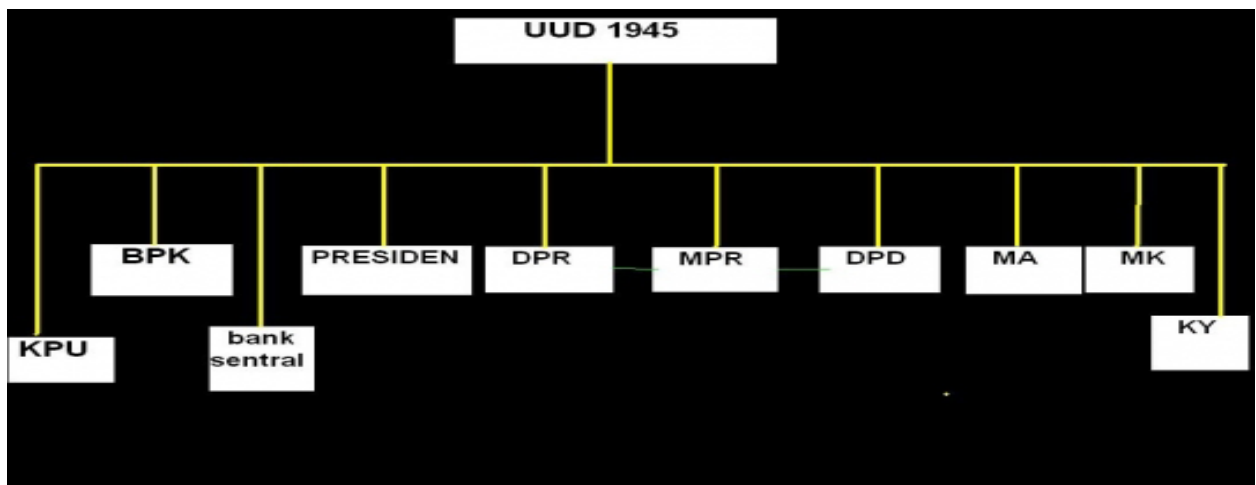 UUD 1945
BPK
PRESIDEN
DPR
MPR
DPD
MA
MK
KPU
bank
sentral
KY